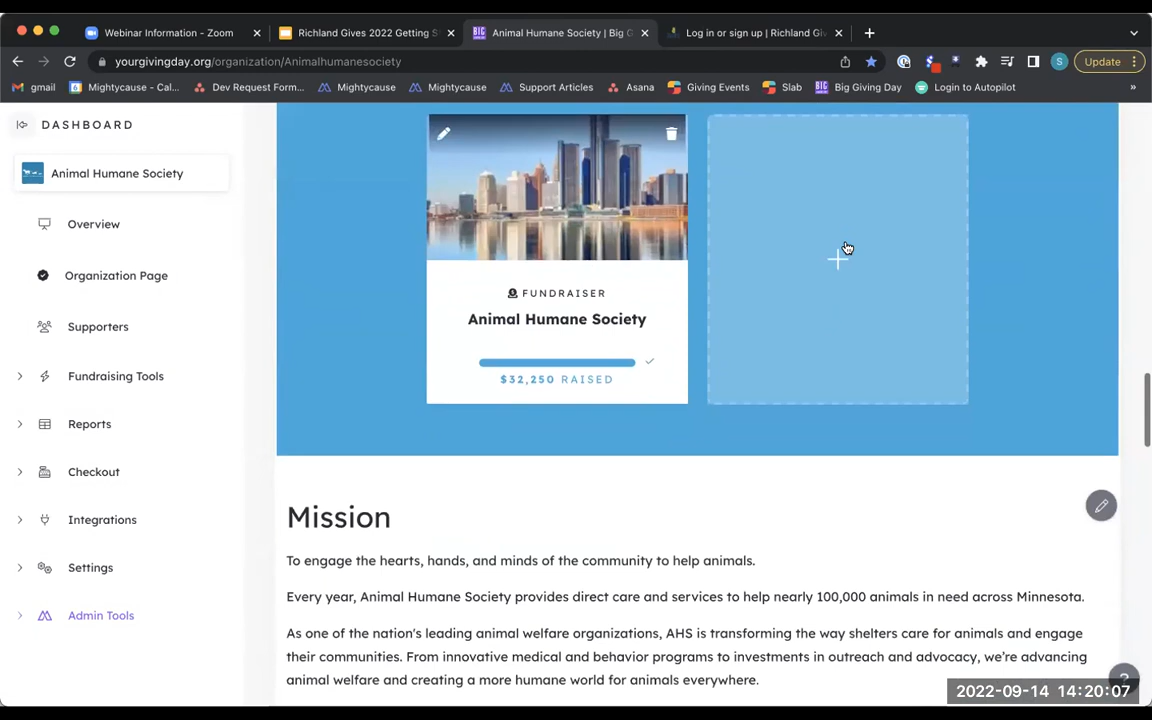 Webinar Information - Zoom
Richland Gives 2022 Getting S
Animal Humane Society | Big G
Log in or sign up | Richland Giv
yourgivingday.org/organization/Animalhumanesociety
S
Update
gmail
Mightycause - Cal...
Dev Request Form...
Mightycause
Mightycause
Support Articles
Asana
Giving Events
Slab
BIG
Big Giving Day
Login to Autopilot
»
DASHBOARD
Animal Humane Society
Overview
Organization Page
Supporters
Fundraising Tools
Reports
Checkout
Integrations
Settings
Admin Tools
FUNDRAISER
Animal Humane Society
$32,250 RAISED
Mission
To engage the hearts, hands, and minds of the community to help animals.
Every year, Animal Humane Society provides direct care and services to help nearly 100,000 animals in need across Minnesota.
As one of the nation's leading animal welfare organizations, AHS is transforming the way shelters care for animals and engage
their communities. From innovative medical and behavior programs to investments in outreach and advocacy, we’re advancing
animal welfare and creating a more humane world for animals everywhere.
?
2022-09-14 14:20:07